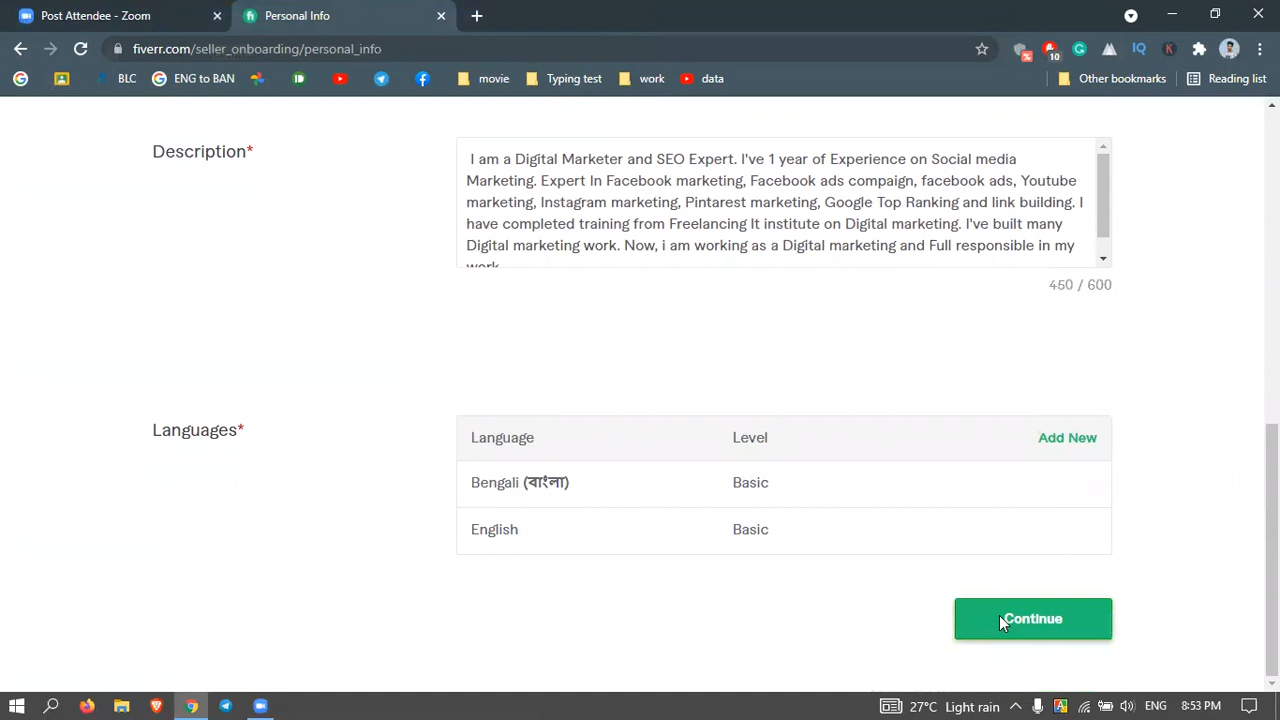 Post Attendee - Zoom
Personal Info
fiverr.com/seller_onboarding/personal_info
10
IQ
K
BLC
ENG to BAN
movie
Typing test
work
data
Other bookmarks
Reading list
Description*
I am a Digital Marketer and SEO Expert. I've 1 year of Experience on Social media
Marketing. Expert In Facebook marketing, Facebook ads compaign, facebook ads, Youtube
marketing, Instagram marketing, Pintarest marketing, Google Top Ranking and link building. I
have completed training from Freelancing It institute on Digital marketing. I've built many
Digital marketing work. Now, i am working as a Digital marketing and Full responsible in my
work
450 / 600
Languages*
Language Level Add New
Bengali (বাংলা) Basic
English Basic
Continue
27°C Light rain
ENG
8:53 PM